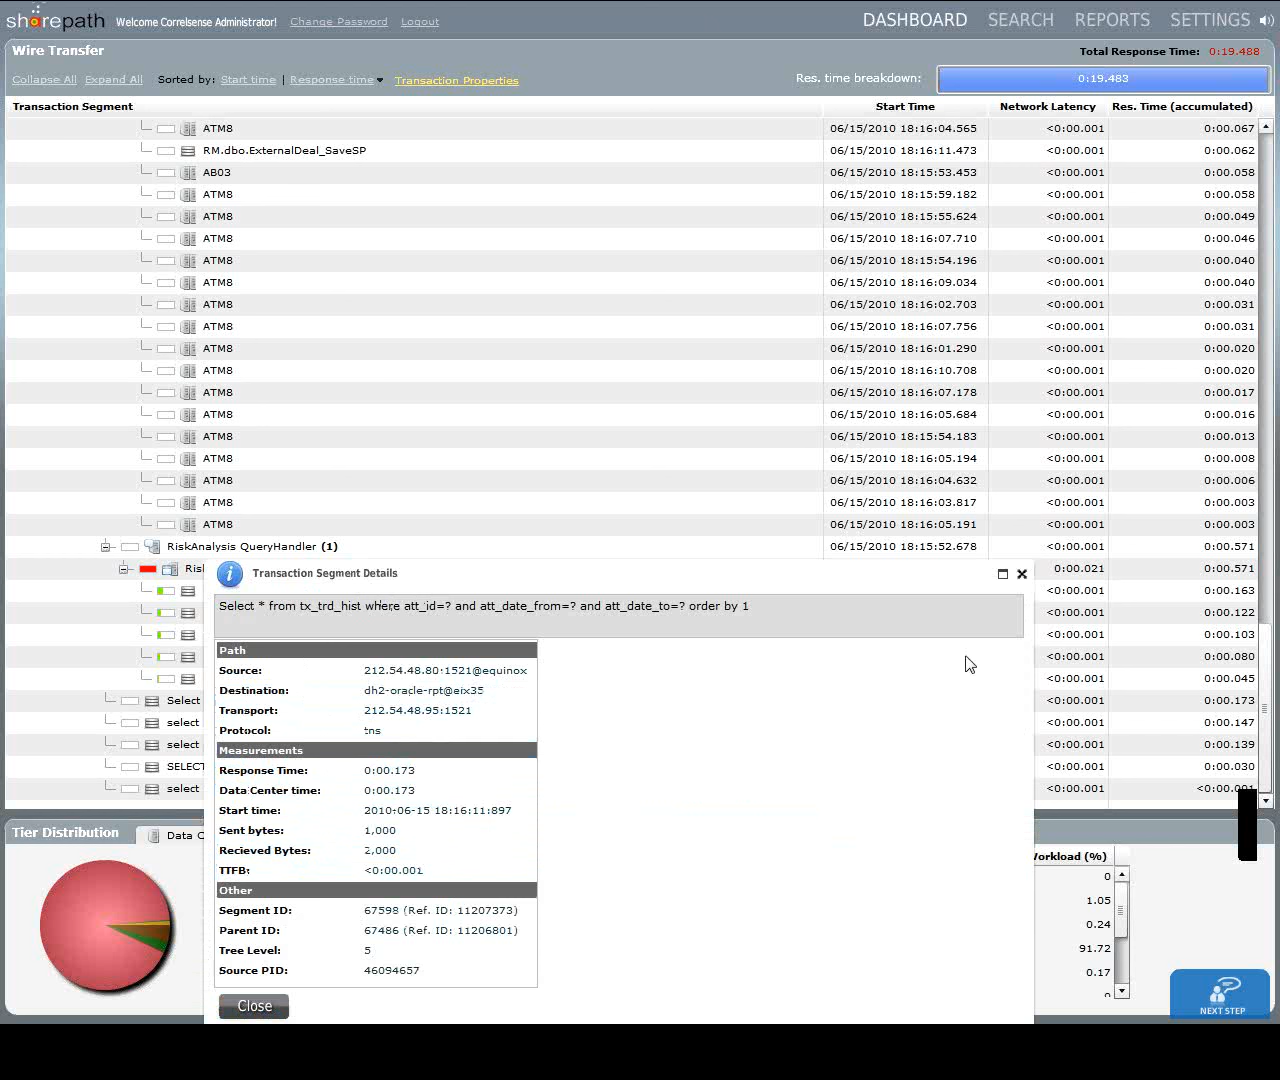 sharepath Welcome Correlsense Administrator! Change Password Logout DASHBOARD SEARCH REPORTS SETTINGS
Wire Transfer Total Response Time: 0:19.488
Collapse All Expand All Sorted by: Start time | Response time Transaction Properties Res. time breakdown: 0:19.483
Transaction Segment Start Time Network Latency Res. Time (accumulated)
ATM8 06/15/2010 18:16:04.565 <0:00.001 0:00.067
RM.dbo.ExternalDeal_SaveSP 06/15/2010 18:16:11.473 <0:00.001 0:00.062
AB03 06/15/2010 18:15:53.453 <0:00.001 0:00.058
ATM8 06/15/2010 18:15:59.182 <0:00.001 0:00.058
ATM8 06/15/2010 18:15:55.624 <0:00.001 0:00.049
ATM8 06/15/2010 18:16:07.710 <0:00.001 0:00.046
ATM8 06/15/2010 18:15:54.196 <0:00.001 0:00.040
ATM8 06/15/2010 18:16:09.034 <0:00.001 0:00.040
ATM8 06/15/2010 18:16:02.703 <0:00.001 0:00.031
ATM8 06/15/2010 18:16:07.756 <0:00.001 0:00.031
ATM8 06/15/2010 18:16:01.290 <0:00.001 0:00.020
ATM8 06/15/2010 18:16:10.708 <0:00.001 0:00.020
ATM8 06/15/2010 18:16:07.178 <0:00.001 0:00.017
ATM8 06/15/2010 18:16:05.684 <0:00.001 0:00.016
ATM8 06/15/2010 18:15:54.183 <0:00.001 0:00.013
ATM8 06/15/2010 18:16:05.194 <0:00.001 0:00.008
ATM8 06/15/2010 18:16:04.632 <0:00.001 0:00.006
ATM8 06/15/2010 18:16:03.817 <0:00.001 0:00.003
ATM8 06/15/2010 18:16:05.191 <0:00.001 0:00.003
RiskAnalysis QueryHandler (1) 06/15/2010 18:15:52.678 <0:00.001 0:00.571
Ris 0:00.021 0:00.571
<0:00.001 0:00.163
<0:00.001 0:00.122
<0:00.001 0:00.103
<0:00.001 0:00.080
<0:00.001 0:00.045
Select <0:00.001 0:00.173
select <0:00.001 0:00.147
select <0:00.001 0:00.139
SELECT <0:00.001 0:00.030
select <0:00.001 <0:00.001
Transaction Segment Details
Select * from tx_trd_hist where att_id=? and att_date_from=? and att_date_to=? order by 1
Path
Source: 212.54.48.80:1521@equinox
Destination: dh2-oracle-rpt@eix35
Transport: 212.54.48.95:1521
Protocol: tns
Measurements
Response Time: 0:00.173
Data Center time: 0:00.173
Start time: 2010-06-15 18:16:11:897
Sent bytes: 1,000
Recieved Bytes: 2,000
TTFB: <0:00.001
Other
Segment ID: 67598 (Ref. ID: 11207373)
Parent ID: 67486 (Ref. ID: 11206801)
Tree Level: 5
Source PID: 46094657
Close
Tier Distribution Data C
Workload (%)
0
1.05
0.24
91.72
0.17
0
NEXT STEP